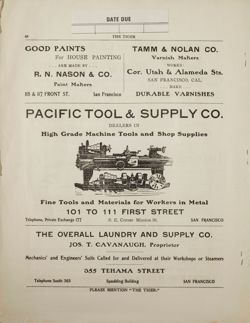 DATE DUE
48
THE TIGER
GOOD PAINTS
For HOUSE PAINTING
ARE MADE BY
R. N. NASON & CO.
Paint Makers
115 & 117 FRONT ST. San Francisco
TAMM & NOLAN CO.
Varnish Makers
WORKS
Cor. Utah & Alameda Sts.
SAN FRANCISCO, CAL.
MAKE
DURABLE VARNISHES
PACIFIC TOOL & SUPPLY CO.
DEALERS IN
High Grade Machine Tools and Shop Supplies
Fine Tools and Materials for Workers in Metal
101 TO 111 FIRST STREET
Telephone, Private Exchange 177 S. E. Corner Mission St. SAN FRANCISCO
THE OVERALL LAUNDRY AND SUPPLY CO.
JOS. T. CAVANAUGH, Proprietor
Mechanics' and Engineers' Suits Called for and Delivered at their Workshops or Steamers
355 TEHAMA STREET
Telephone South 363 Spaulding Building SAN FRANCISCO
PLEASE MENTION "THE TIGER."